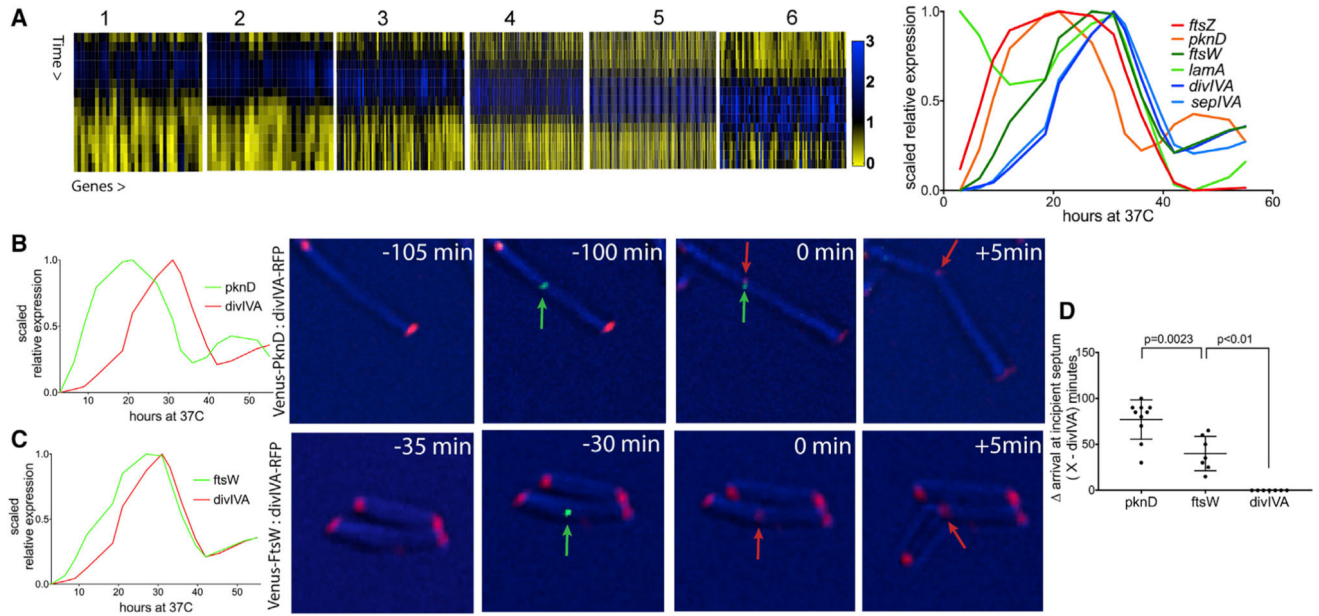 A
1 2 3 4 5 6
Time >
Genes >
3
2
1
0
scaled relative expression
1.0
0.5
0.0
0 20 40 60
hours at 37C
ftsZ
pknD
ftsW
lamA
divIVA
sepIVA
B
scaled
relative expression
1.0
0.5
0.0
10 20 30 40 50
hours at 37C
pknD
divIVA
Venus-PknD : divIVA-RFP
-105 min
-100 min
0 min
+5min
C
scaled
relative expression
1.0
0.5
0.0
10 20 30 40 50
hours at 37C
ftsW
divIVA
Venus-FtsW : divIVA-RFP
-35 min
-30 min
0 min
+5min
D
Δ arrival at incipient septum
( X - divIVA) minutes
150
100
50
0
p=0.0023
p<0.01
pknD ftsW divIVA